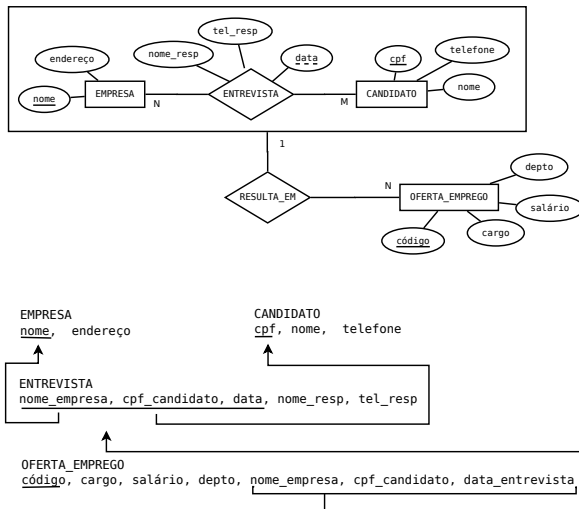 tel_resp
endereço
nome_resp
data
cpf
telefone
nome
EMPRESA
ENTREVISTA
CANDIDATO
nome
N
M
1
RESULTA_EM
N
OFERTA_EMPREGO
depto
salário
cargo
código
EMPRESA
nome, endereço
CANDIDATO
cpf, nome, telefone
ENTREVISTA
nome_empresa, cpf_candidato, data, nome_resp, tel_resp
OFERTA_EMPREGO
código, cargo, salário, depto, nome_empresa, cpf_candidato, data_entrevista